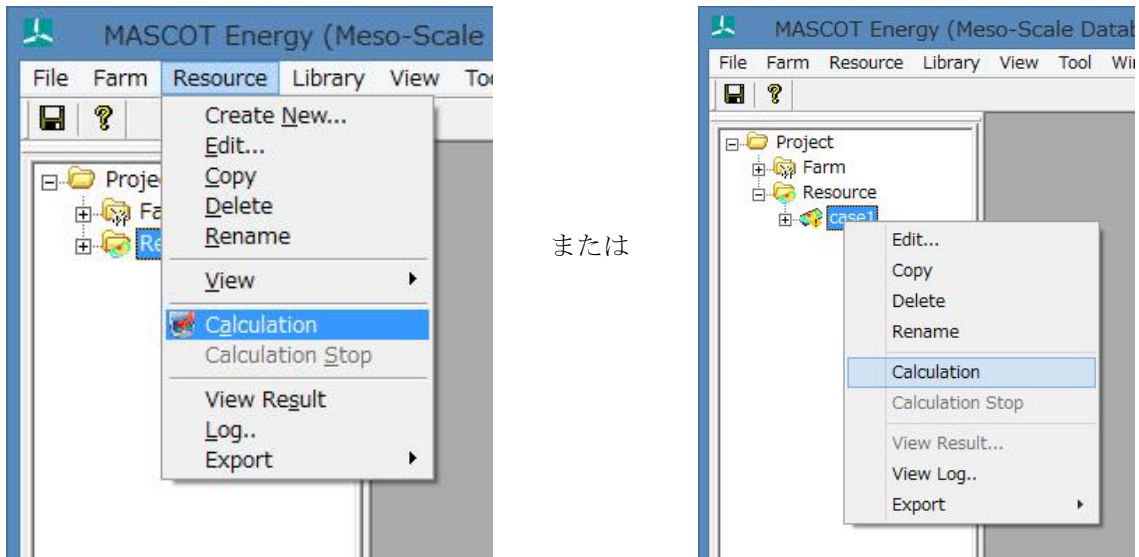 MASCOT Energy (Meso-Scale
File Farm Resource Library View Too
Create New...
Edit...
Copy
Delete
Rename
View
Calculation
Calculation Stop
View Result
Log..
Export
Proje
Fa
Re
または
MASCOT Energy (Meso-Scale Datab
File Farm Resource Library View Tool Win
Project
Farm
Resource
case1
Edit...
Copy
Delete
Rename
Calculation
Calculation Stop
View Result...
View Log..
Export